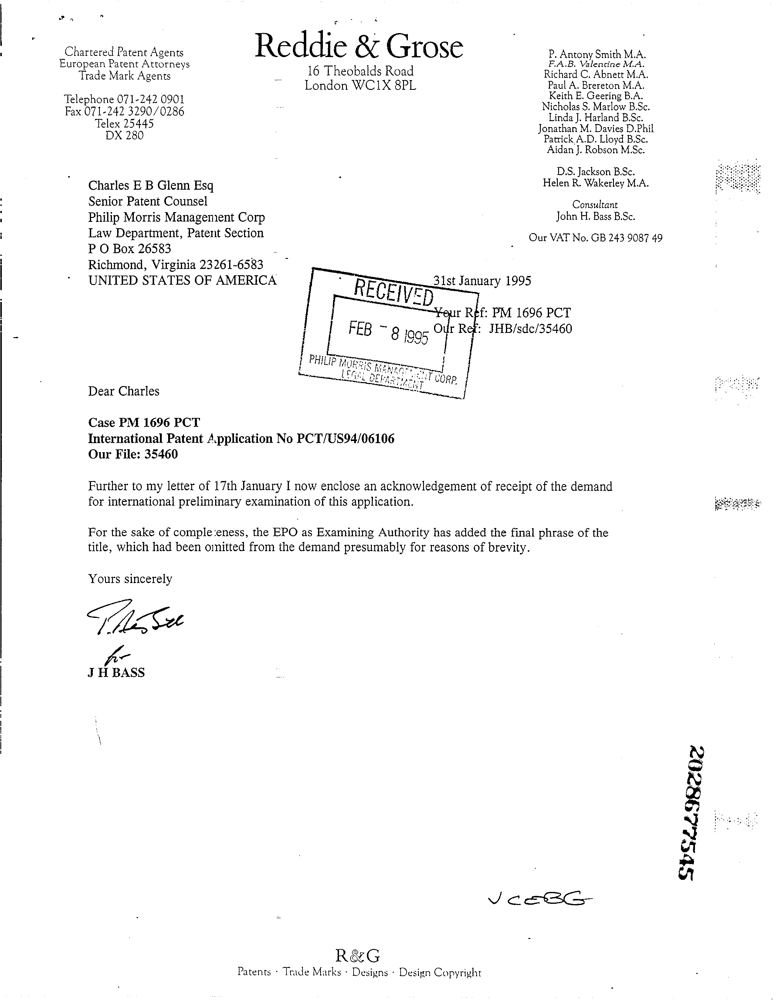 Chartered Patent Agents
European Patent Attorneys
Trade Mark Agents
Telephone 071-242 0901
Fax 071-242 3290/0286
Telex 25445
DX 280
Reddie & Grose
16 Theobalds Road
London WC1X 8PL
P. Antony Smith M.A.
F.A.B. Valentine M.A.
Richard C. Abnett M.A.
Paul A. Brereton M.A.
Keith E. Geering B.A.
Nicholas S. Marlow B.Sc.
Linda J. Harland B.Sc.
Jonathan M. Davies D.Phil
Patrick A.D. Lloyd B.Sc.
Aidan J. Robson M.Sc.
D.S. Jackson B.Sc.
Helen R. Wakerley M.A.
Consultant
John H. Bass B.Sc.
Our VAT No. GB 243 9087 49
Charles E B Glenn Esq
Senior Patent Counsel
Philip Morris Management Corp
Law Department, Patent Section
P O Box 26583
Richmond, Virginia 23261-6583
UNITED STATES OF AMERICA
31st January 1995
Your Ref: PM 1696 PCT
Our Ref: JHB/sdc/35460
RECEIVED
FEB - 8 1995
PHILIP MORRIS MANAGEMENT CORP.
LEGAL DEPARTMENT
Dear Charles
Case PM 1696 PCT
International Patent Application No PCT/US94/06106
Our File: 35460
Further to my letter of 17th January I now enclose an acknowledgement of receipt of the demand
for international preliminary examination of this application.
For the sake of completeness, the EPO as Examining Authority has added the final phrase of the
title, which had been omitted from the demand presumably for reasons of brevity.
Yours sincerely
for
J H BASS
2028677545
✓CEBG
R&G
Patents · Trade Marks · Designs · Design Copyright